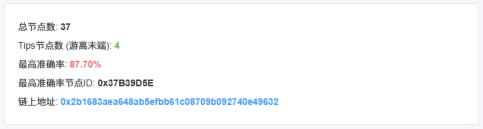 总节点数: 37
Tips节点数 (游离末端): 4
最高准确率: 87.70%
最高准确率节点ID: 0x37B39D5E
链上地址: 0x2b1683aea648ab5efbb61c08709b092740e49632